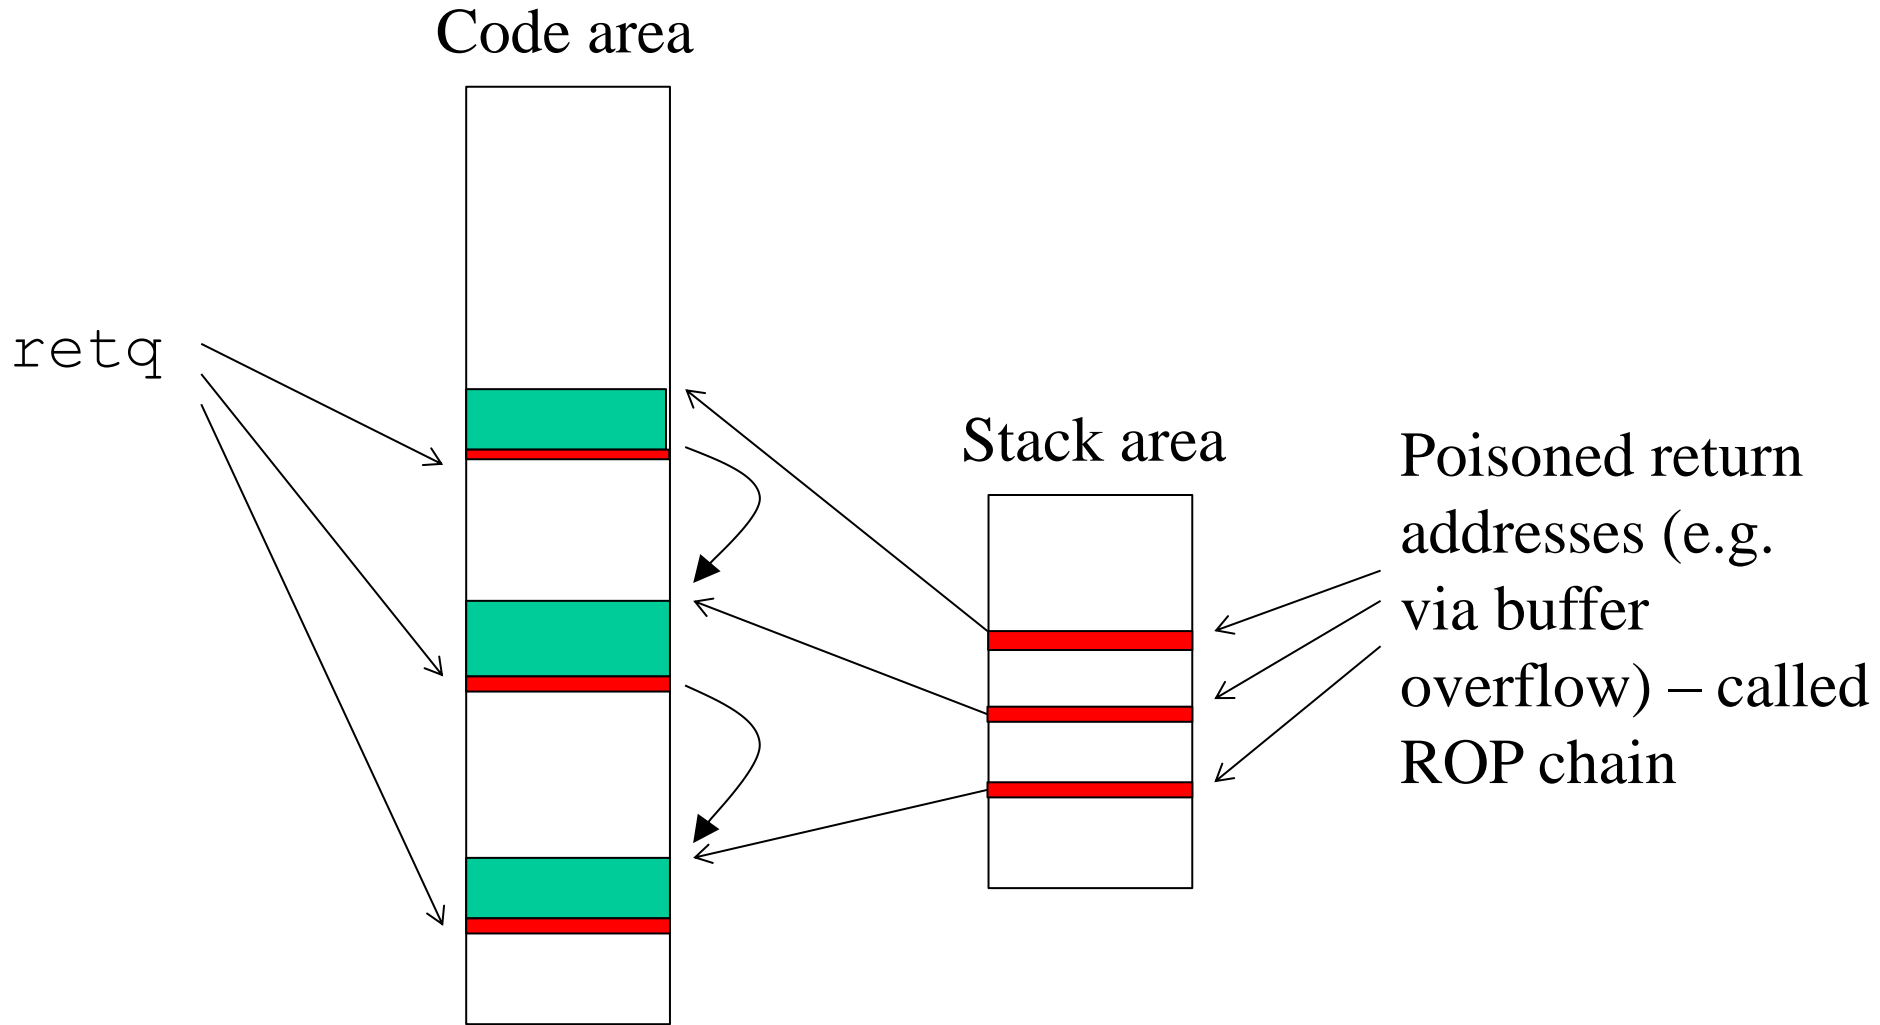 Code area
retq
Stack area
Poisoned return
addresses (e.g.
via buffer
overflow) – called
ROP chain